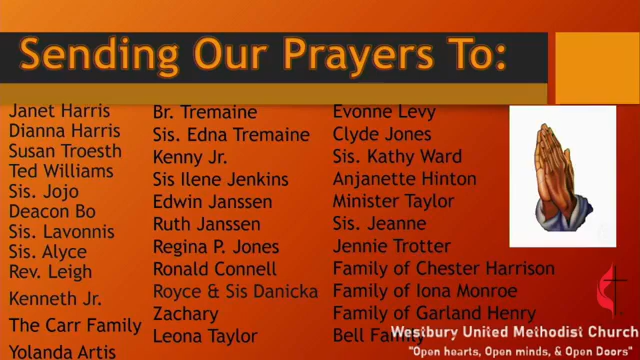 Sending Our Prayers To:
Janet Harris
Dianna Harris
Susan Troesth
Ted Williams
Sis. Jojo
Deacon Bo
Sis. Lavonnis
Sis. Alyce
Rev. Leigh
Kenneth Jr.
The Carr Family
Yolanda Artis
Br. Tremaine
Sis. Edna Tremaine
Kenny Jr.
Sis Ilene Jenkins
Edwin Janssen
Ruth Janssen
Regina P. Jones
Ronald Connell
Royce & Sis Danicka
Zachary
Leona Taylor
Evonne Levy
Clyde Jones
Sis. Kathy Ward
Anjanette Hinton
Minister Taylor
Sis. Jeanne
Jennie Trotter
Family of Chester Harrison
Family of Iona Monroe
Family of Garland Henry
Bell Family
Westbury United Methodist Church
"Open hearts, Open minds, & Open Doors"